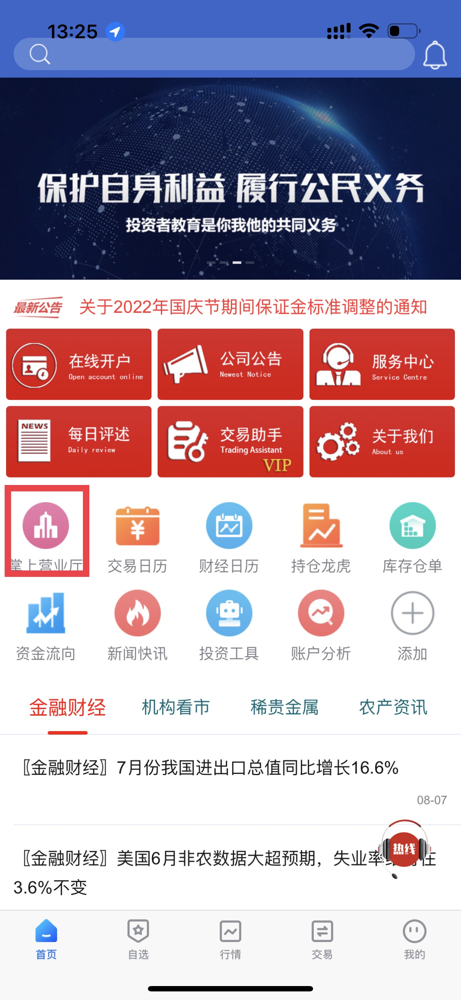 13:25
保护自身利益 履行公民义务
投资者教育是你我他的共同义务
最新公告 关于2022年国庆节期间保证金标准调整的通知
在线开户 公司公告 服务中心
Open account online Newest Notice Service Centre
NEWS 每日评述 交易助手 关于我们
Daily review Trading Assistant About us
VIP
掌上营业厅 交易日历 财经日历 持仓龙虎 库存仓单
资金流向 新闻快讯 投资工具 账户分析 添加
金融财经 机构看市 稀贵金属 农产资讯
〖金融财经〗7月份我国进出口总值同比增长16.6%
08-07
〖金融财经〗美国6月非农数据大超预期，失业率
热线
3.6%不变
首页 自选 行情 交易 我的